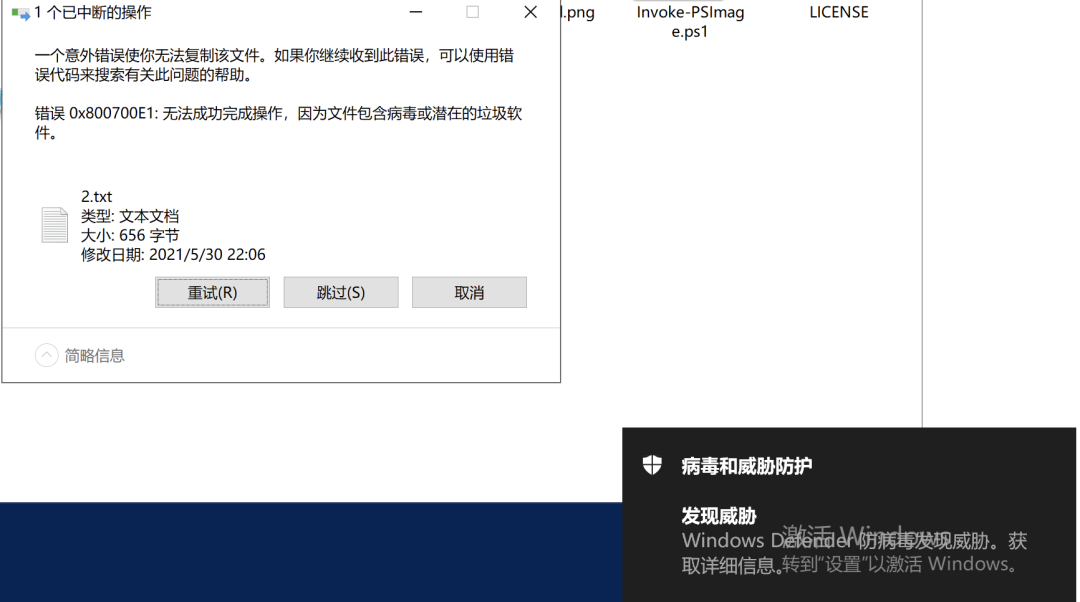 1 个已中断的操作
l.png
Invoke-PSImag
e.ps1
LICENSE
一个意外错误使你无法复制该文件。如果你继续收到此错误，可以使用错
误代码来搜索有关此问题的帮助。
错误 0x800700E1: 无法成功完成操作，因为文件包含病毒或潜在的垃圾软
件。
2.txt
类型: 文本文档
大小: 656 字节
修改日期: 2021/5/30 22:06
重试(R)
跳过(S)
取消
简略信息
病毒和威胁防护
发现威胁
Windows Defender 防病毒发现威胁。获
取详细信息。
激活 Windows
转到“设置”以激活 Windows。